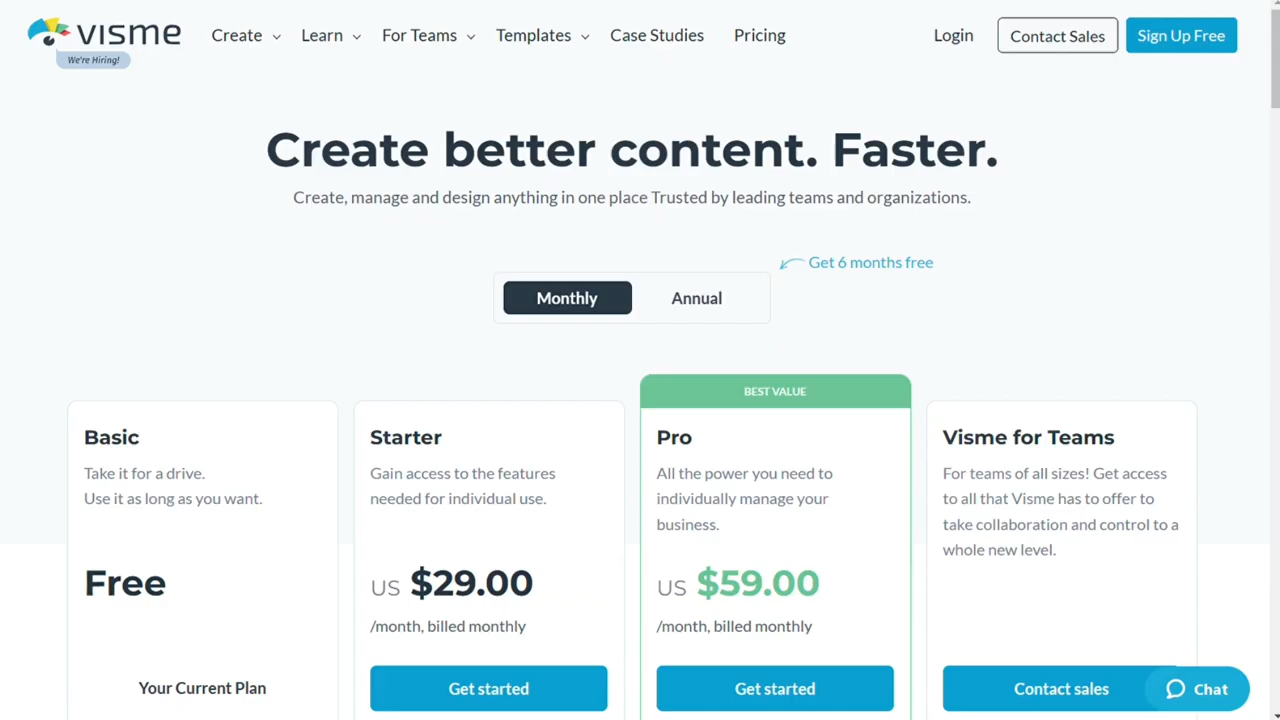 visme Create Learn For Teams Templates Case Studies Pricing Login Contact Sales Sign Up Free
We're Hiring!
Create better content. Faster.
Create, manage and design anything in one place Trusted by leading teams and organizations.
Get 6 months free
Monthly Annual
BEST VALUE
Basic
Take it for a drive.
Use it as long as you want.
Free
Your Current Plan
Starter
Gain access to the features
needed for individual use.
US $29.00
/month, billed monthly
Get started
Pro
All the power you need to
individually manage your
business.
US $59.00
/month, billed monthly
Get started
Visme for Teams
For teams of all sizes! Get access
to all that Visme has to offer to
take collaboration and control to a
whole new level.
Contact sales
Chat